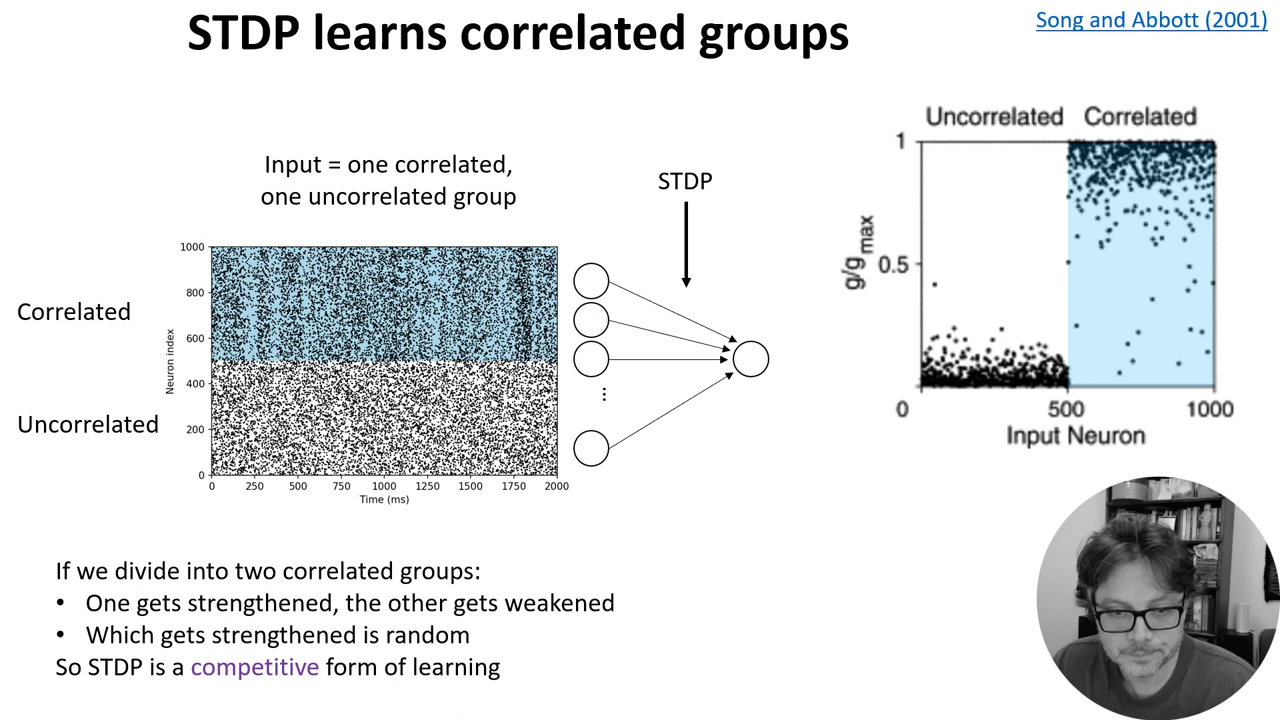 STDP learns correlated groups
Song and Abbott (2001)
Input = one correlated,
one uncorrelated group
STDP
Correlated
Uncorrelated
Neuron index
1000
800
600
400
200
0
0 250 500 750 1000 1250 1500 1750 2000
Time (ms)
Uncorrelated Correlated
g/gmax
1
0.5
0 500 1000
Input Neuron
If we divide into two correlated groups:
• One gets strengthened, the other gets weakened
• Which gets strengthened is random
So STDP is a competitive form of learning